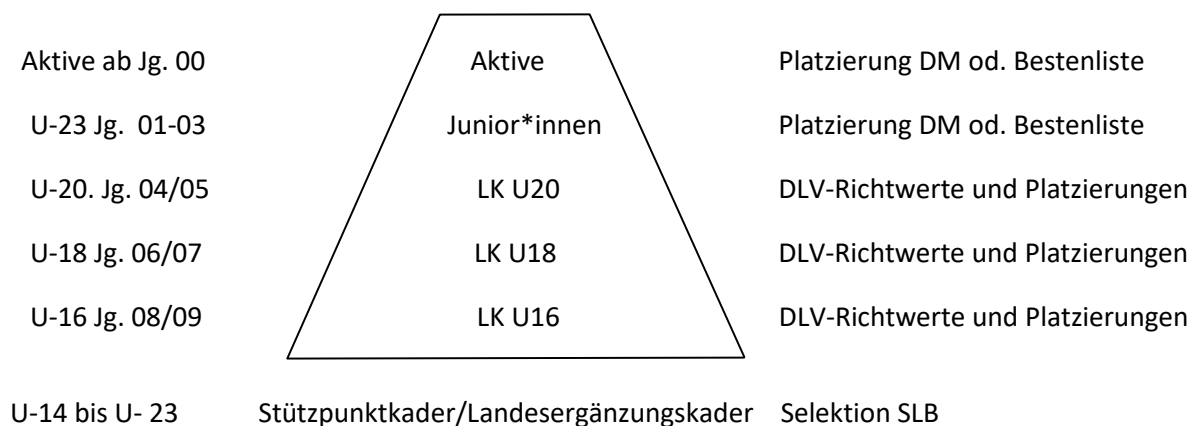 Aktive ab Jg. 00 Aktive Platzierung DM od. Bestenliste
U-23 Jg. 01-03 Junior*innen Platzierung DM od. Bestenliste
U-20. Jg. 04/05 LK U20 DLV-Richtwerte und Platzierungen
U-18 Jg. 06/07 LK U18 DLV-Richtwerte und Platzierungen
U-16 Jg. 08/09 LK U16 DLV-Richtwerte und Platzierungen
U-14 bis U- 23 Stützpunktkader/Landesergänzungskader Selektion SLB